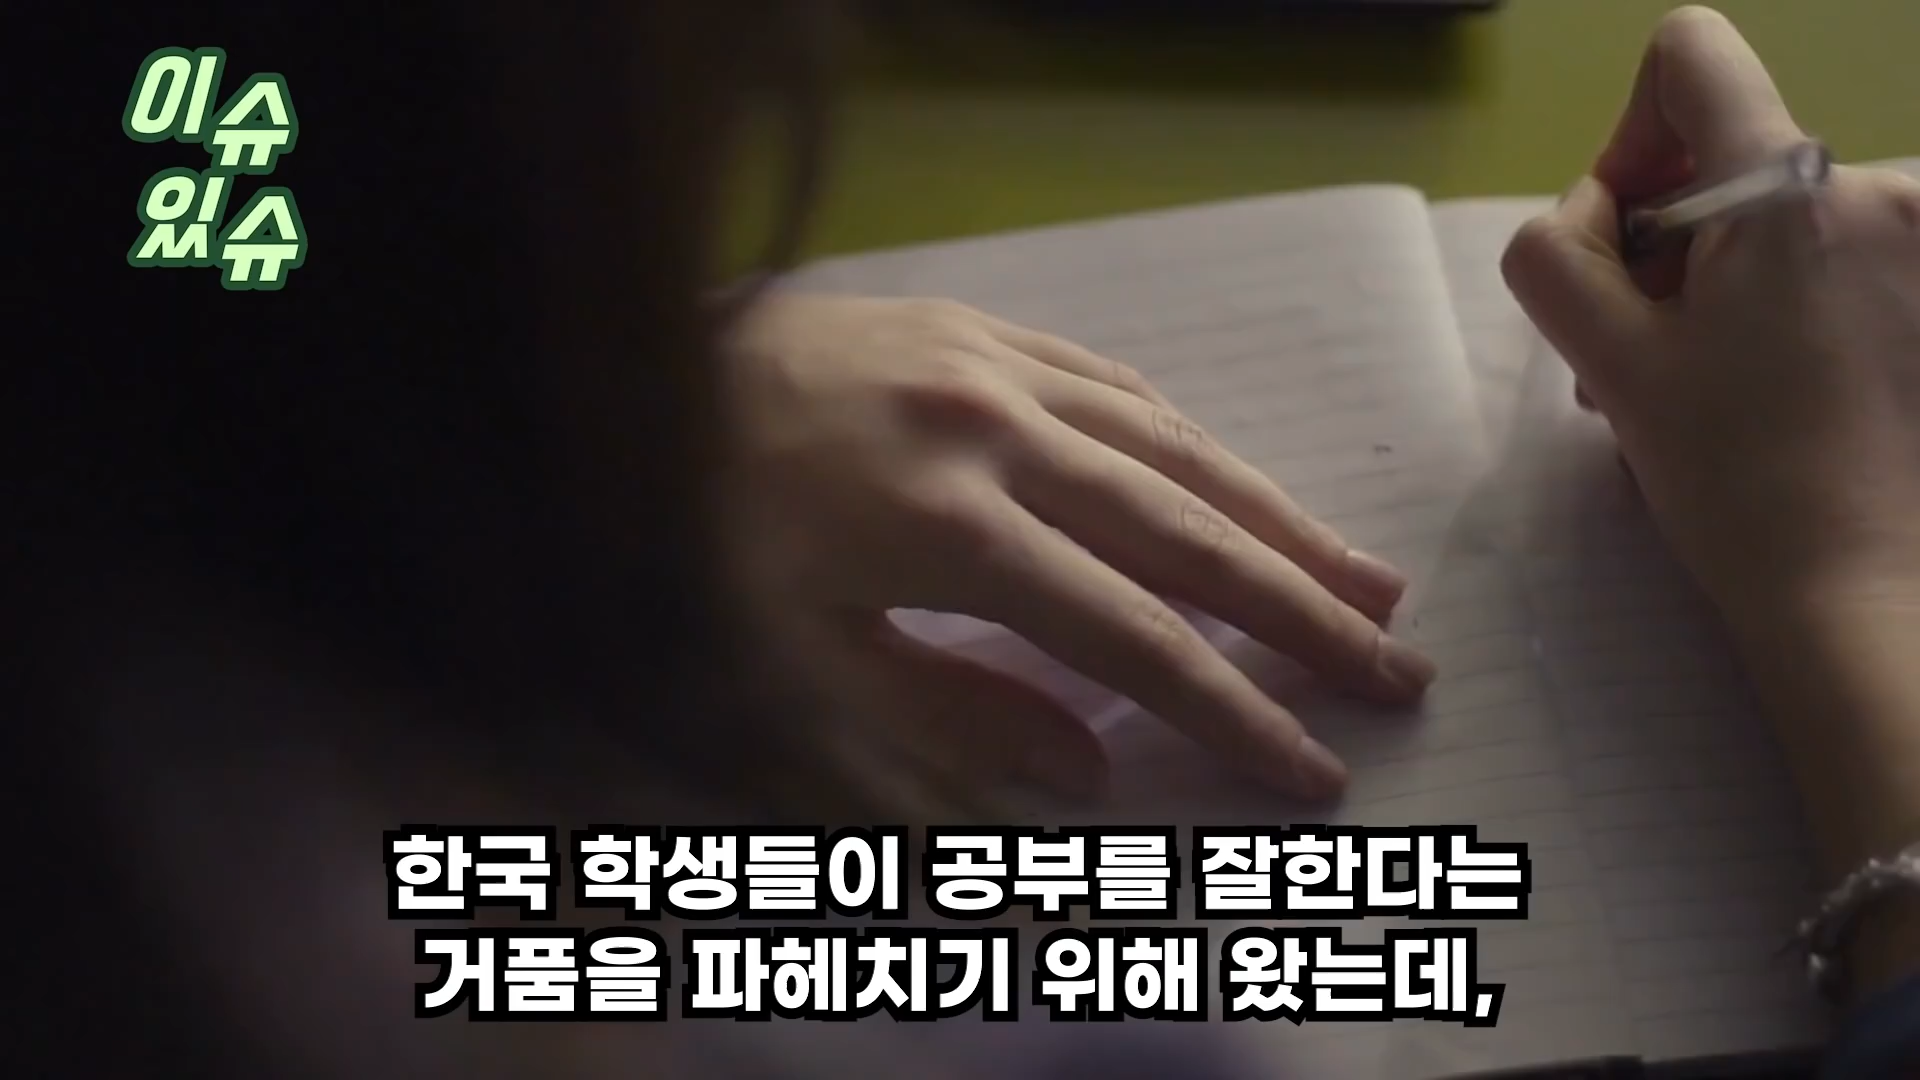 이슈
있슈
한국 학생들이 공부를 잘한다는
거품을 파헤치기 위해 왔는데,